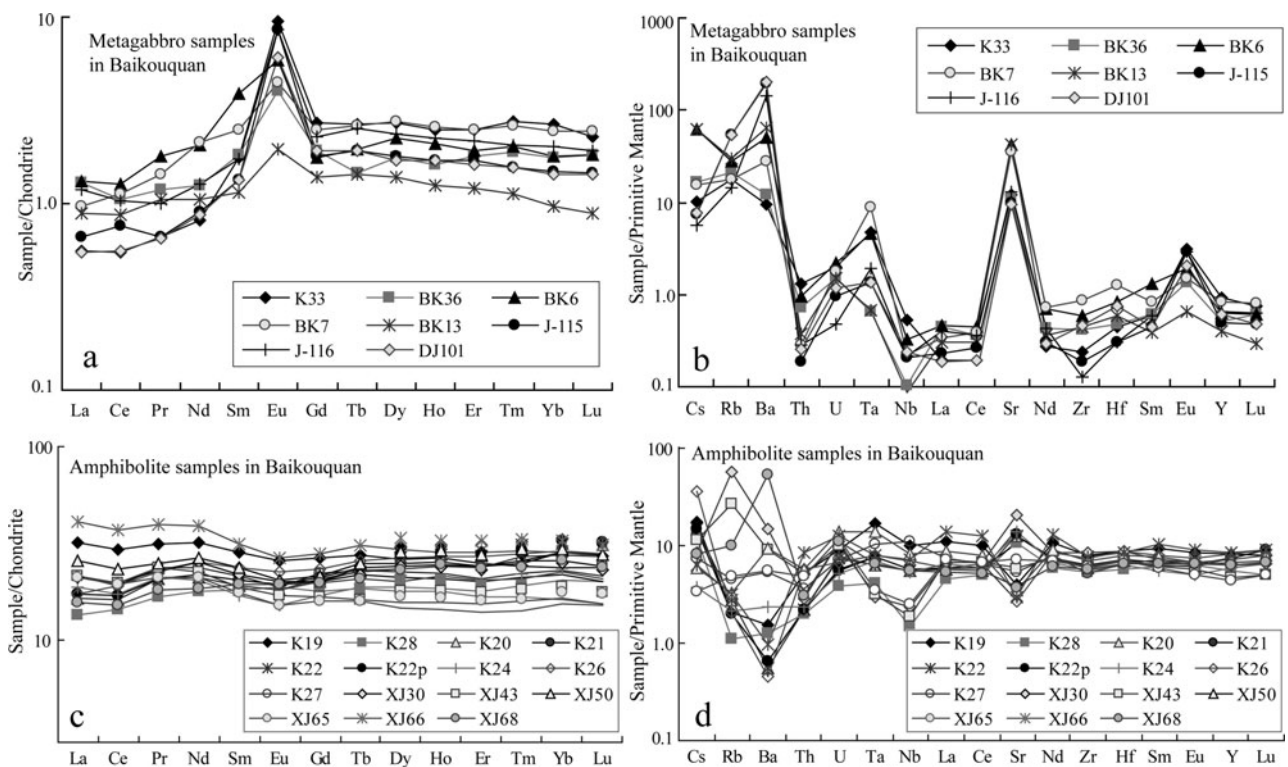 10
1.0
0.1
Sample/Chondrite
Metagabbro samples
in Baikouquan
K33 BK36 BK6
BK7 BK13 J-115
J-116 DJ101
a
La Ce Pr Nd Sm Eu Gd Tb Dy Ho Er Tm Yb Lu
1000
100
10
1.0
0.1
Sample/Primitive Mantle
Metagabbro samples
in Baikouquan
K33 BK36 BK6
BK7 BK13 J-115
J-116 DJ101
b
Cs Rb Ba Th U Ta Nb La Ce Sr Nd Zr Hf Sm Eu Y Lu
100
10
Sample/Chondrite
Amphibolite samples in Baikouquan
K19 K28 K20 K21
K22 K22p K24 K26
K27 XJ30 XJ43 XJ50
XJ65 XJ66 XJ68
c
La Ce Pr Nd Sm Eu Gd Tb Dy Ho Er Tm Yb Lu
100
10
1.0
0.1
Sample/Primitive Mantle
Amphibolite samples in Baikouquan
K19 K28 K20 K21
K22 K22p K24 K26
K27 XJ30 XJ43 XJ50
XJ65 XJ66 XJ68
d
Cs Rb Ba Th U Ta Nb La Ce Sr Nd Zr Hf Sm Eu Y Lu